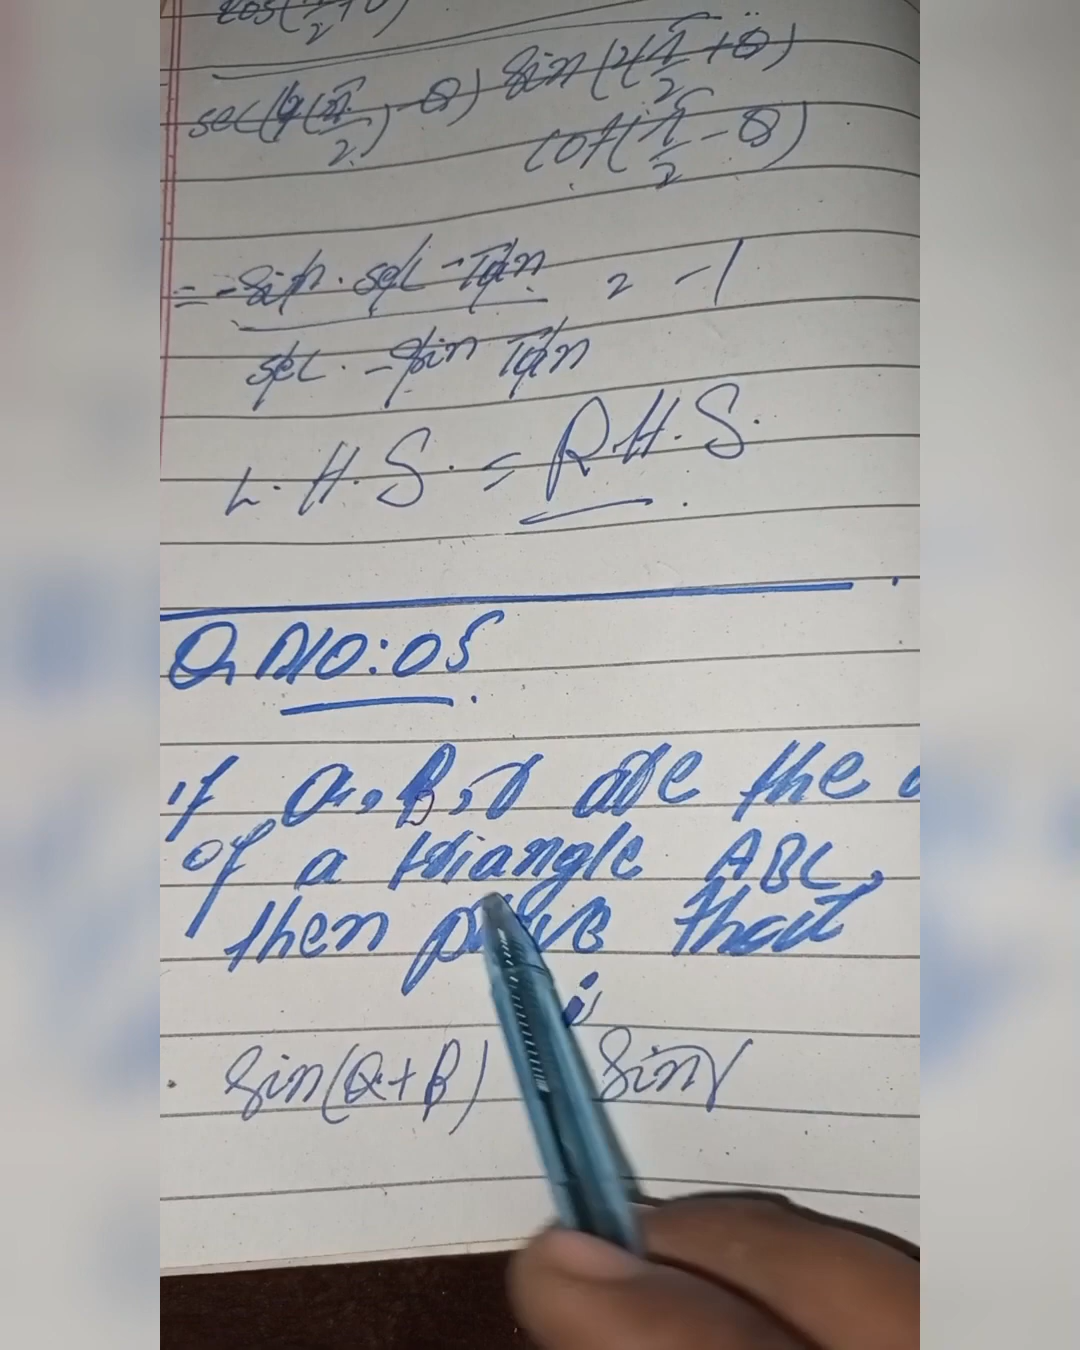 sec(4(π/2) - θ) sin(2(π/2 + θ)
cot(π/2 - θ)
= -sin · sec - Tan = -1
sec · -sin Tan
L.H.S. = R.H.S.
Q NO:05
if α, β, γ are the
of a triangle ABC,
then prove that
i
sin(α+β) sinγ